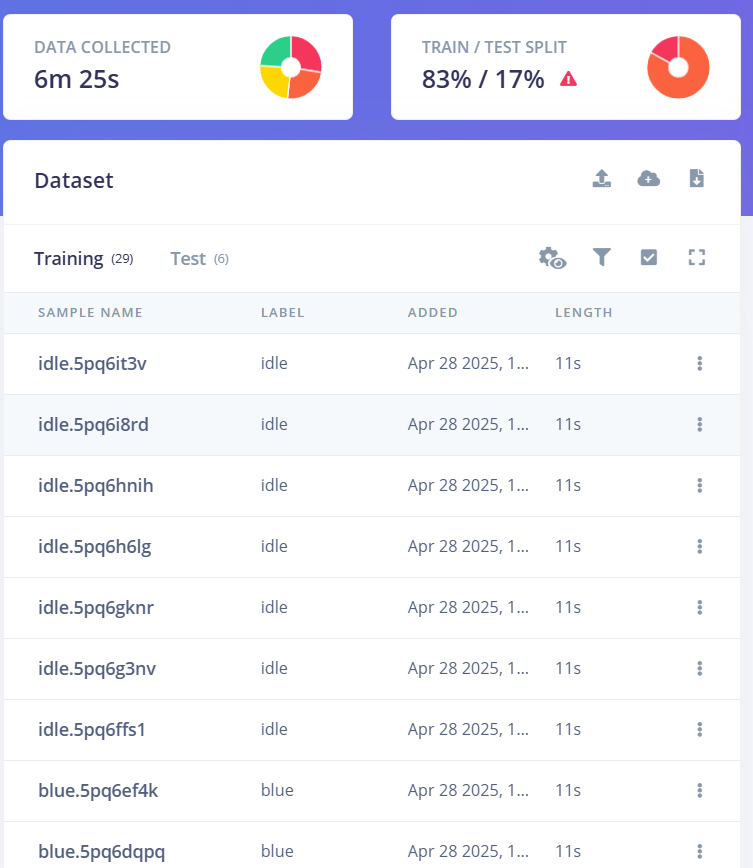 DATA COLLECTED
6m 25s
TRAIN / TEST SPLIT
83% / 17%
Dataset
Training (29) Test (6)
SAMPLE NAME LABEL ADDED LENGTH
idle.5pq6it3v idle Apr 28 2025, 1... 11s
idle.5pq6i8rd idle Apr 28 2025, 1... 11s
idle.5pq6hnih idle Apr 28 2025, 1... 11s
idle.5pq6h6lg idle Apr 28 2025, 1... 11s
idle.5pq6gknr idle Apr 28 2025, 1... 11s
idle.5pq6g3nv idle Apr 28 2025, 1... 11s
idle.5pq6ffs1 idle Apr 28 2025, 1... 11s
blue.5pq6ef4k blue Apr 28 2025, 1... 11s
blue.5pq6dqpq blue Apr 28 2025, 1... 11s